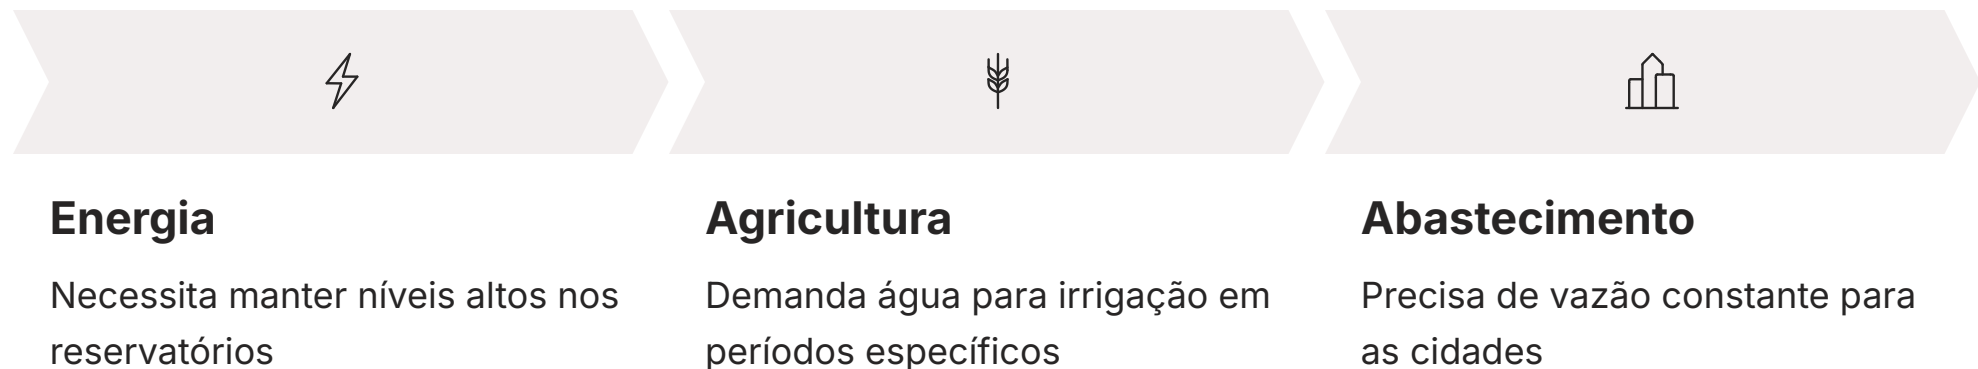 Energia
Necessita manter níveis altos nos
reservatórios
Agricultura
Demanda água para irrigação em
períodos específicos
Abastecimento
Precisa de vazão constante para
as cidades